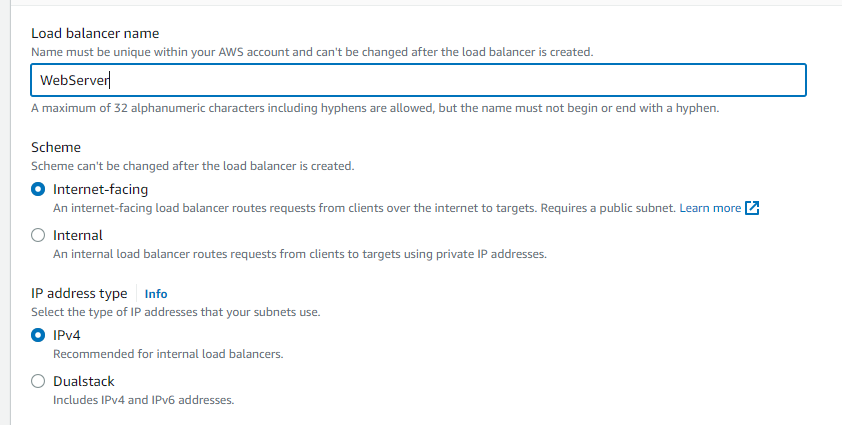 Load balancer name
Name must be unique within your AWS account and can't be changed after the load balancer is created.
WebServer
A maximum of 32 alphanumeric characters including hyphens are allowed, but the name must not begin or end with a hyphen.
Scheme
Scheme can't be changed after the load balancer is created.
Internet-facing
An internet-facing load balancer routes requests from clients over the internet to targets. Requires a public subnet. Learn more
Internal
An internal load balancer routes requests from clients to targets using private IP addresses.
IP address type Info
Select the type of IP addresses that your subnets use.
IPv4
Recommended for internal load balancers.
Dualstack
Includes IPv4 and IPv6 addresses.